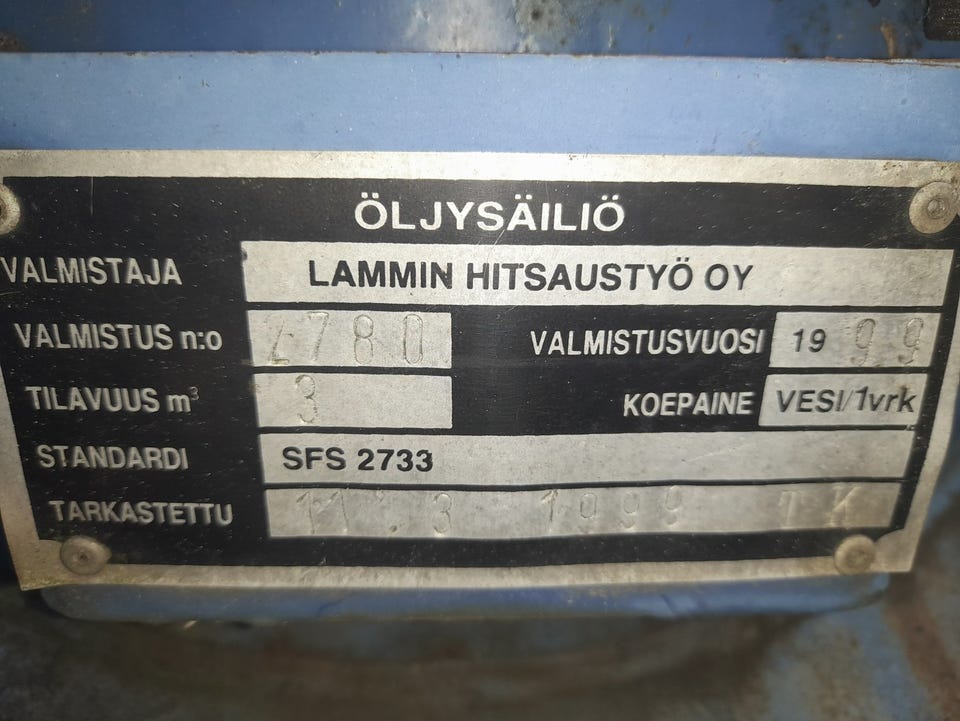 ÖLJYSÄILIÖ
VALMISTAJA LAMMIN HITSAUSTYÖ OY
VALMISTUS n:o 2780 VALMISTUSVUOSI 19 99
TILAVUUS m³ 3 KOEPAINE VESI/1vrk
STANDARDI SFS 2733
TARKASTETTU 11.3 1999 TK